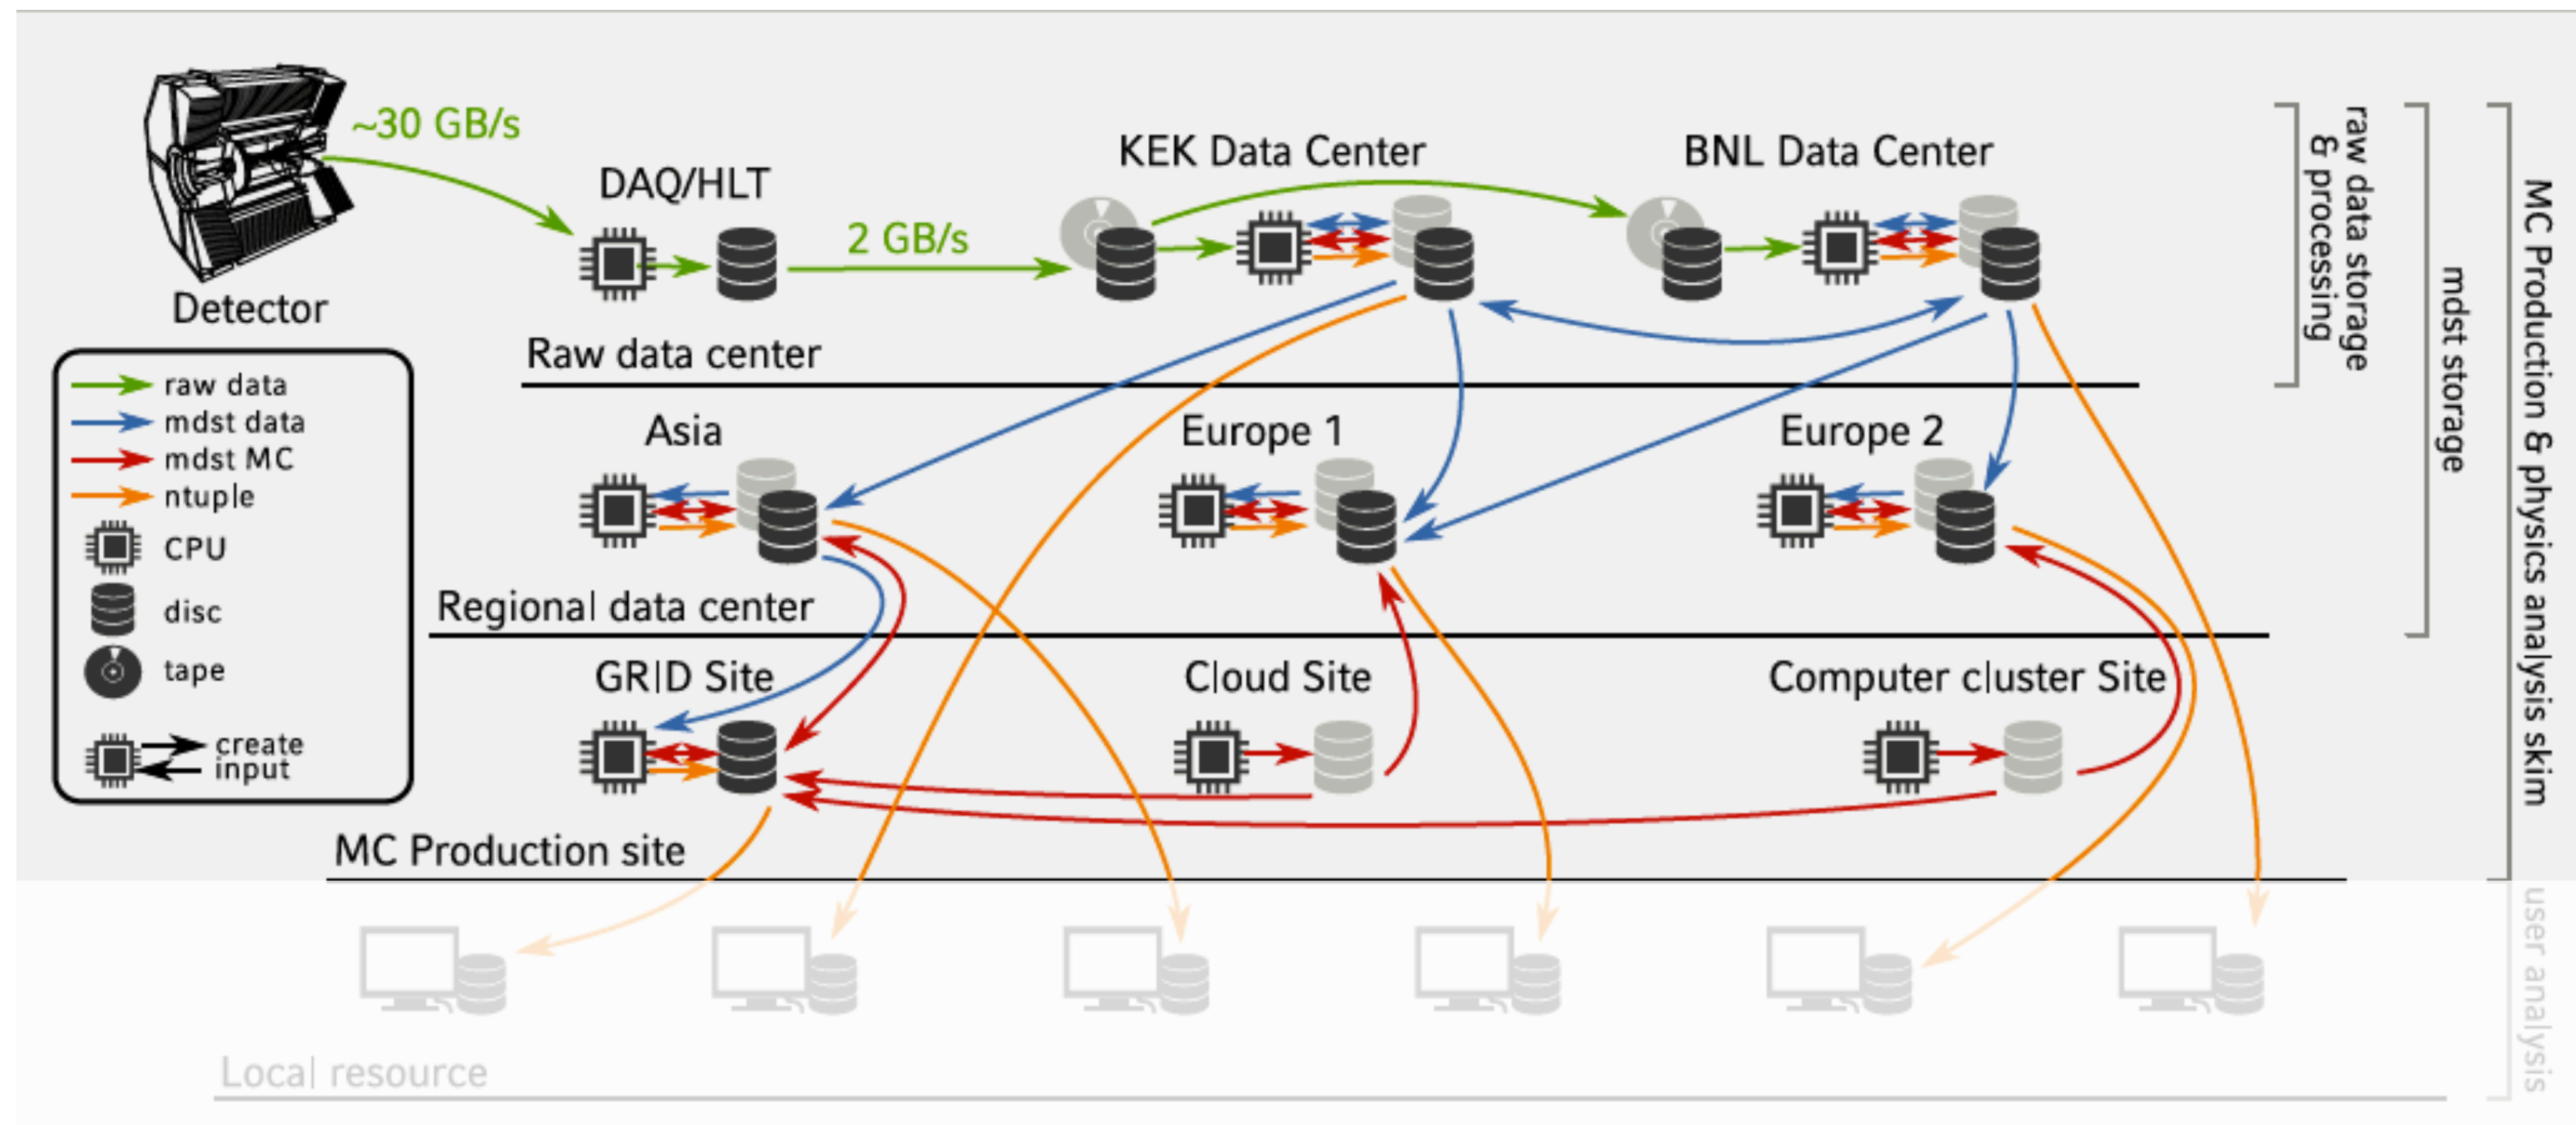 ~30 GB/s
DAQ/HLT
2 GB/s
KEK Data Center
BNL Data Center
Detector
Raw data center
raw data
mdst data
mdst MC
ntuple
CPU
disc
tape
create
input
Asia
Europe 1
Europe 2
Regional data center
GRID Site
Cloud Site
Computer cluster Site
MC Production site
Local resource
raw data storage
& processing
mdst storage
MC Production & physics analysis skim
user analysis